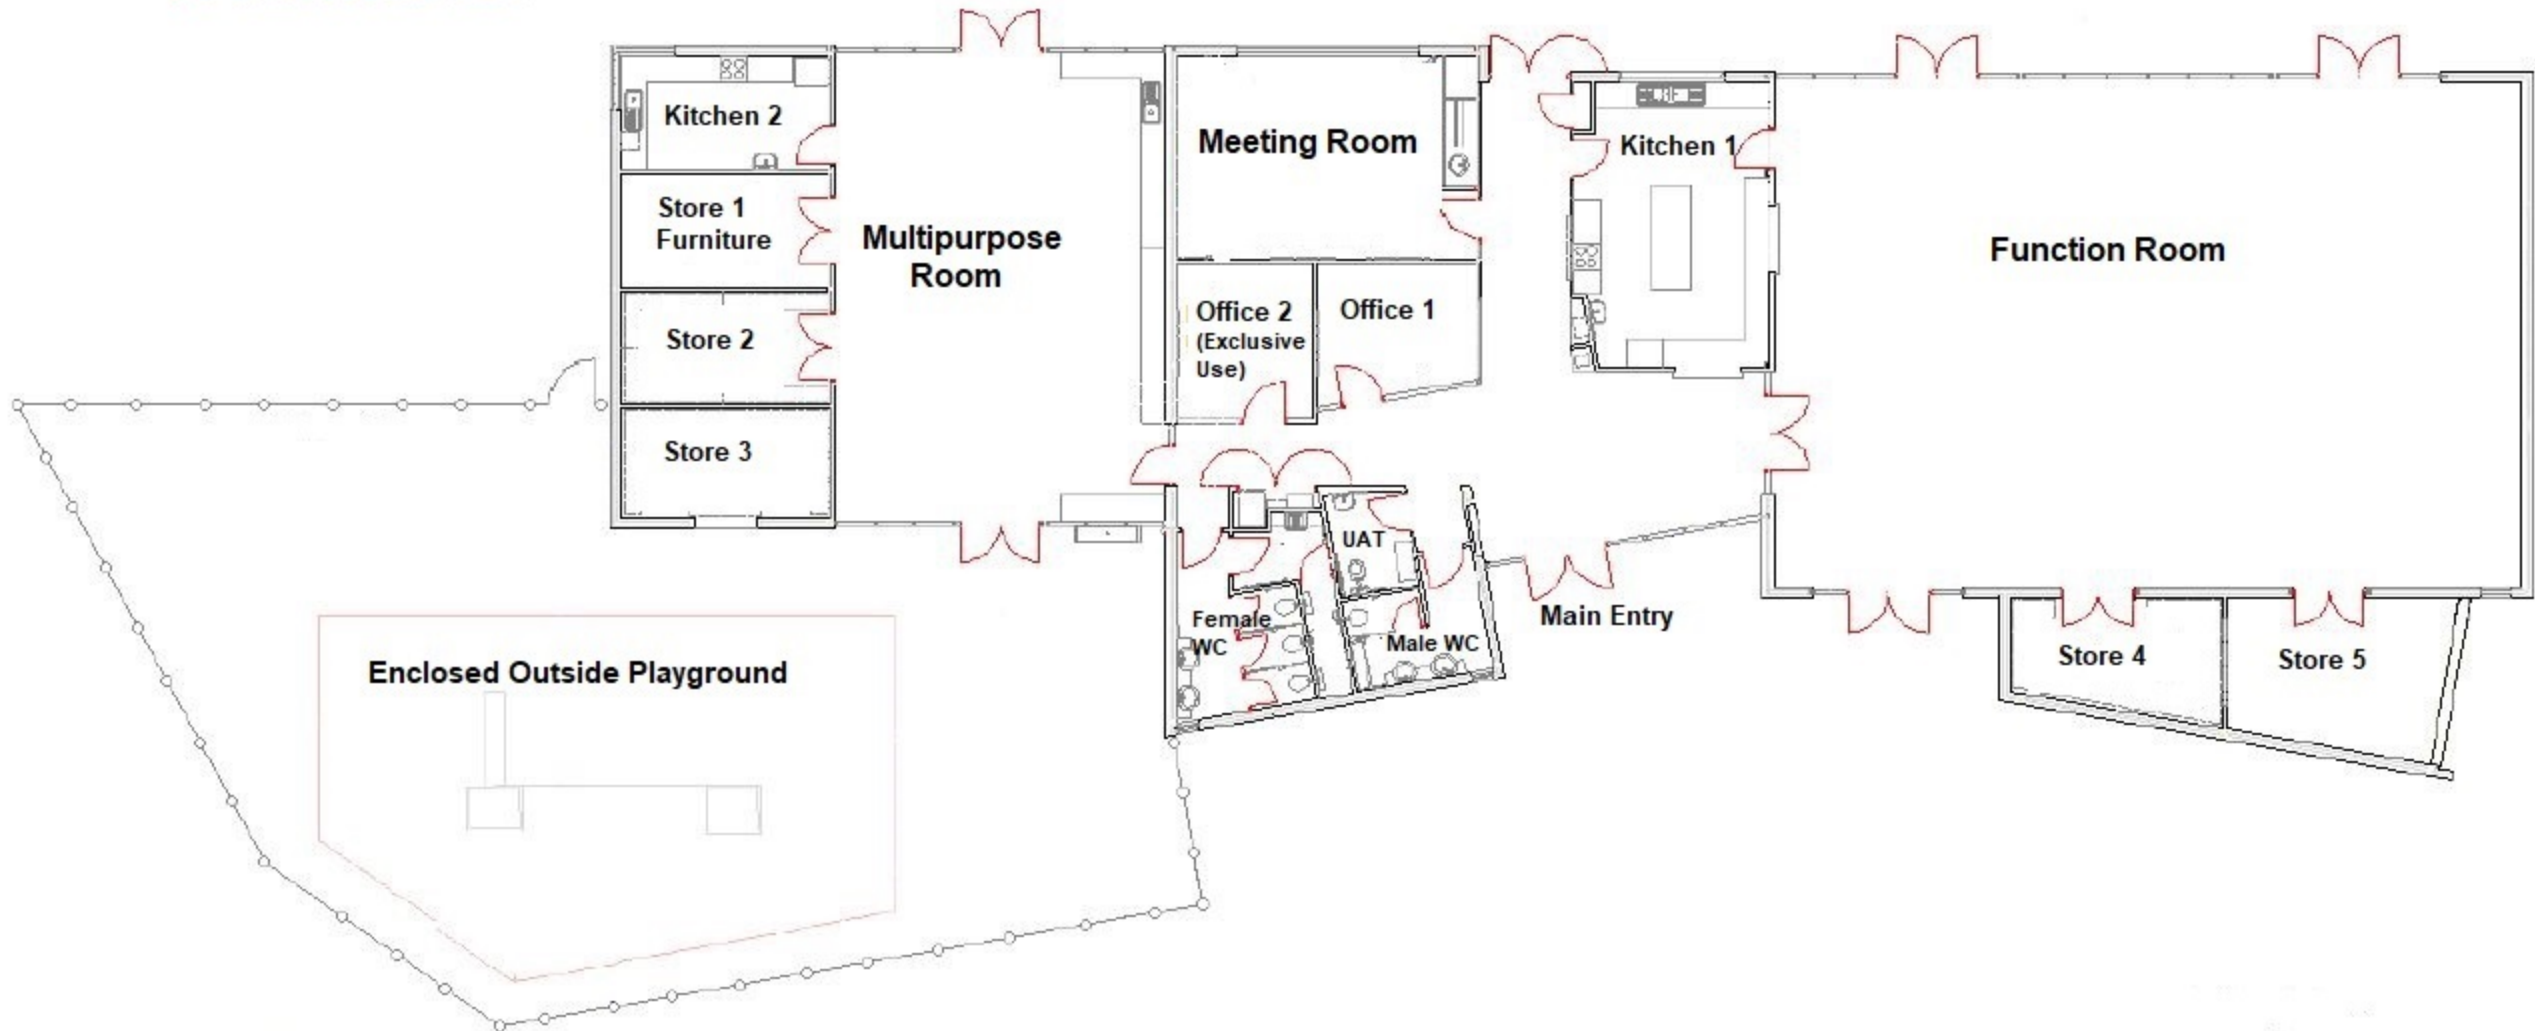 Kitchen 2
Store 1
Furniture
Store 2
Store 3
Multipurpose
Room
Meeting Room
Office 2
(Exclusive
Use)
Office 1
Kitchen 1
Function Room
UAT
Female
WC
Male WC
Main Entry
Store 4
Store 5
Enclosed Outside Playground